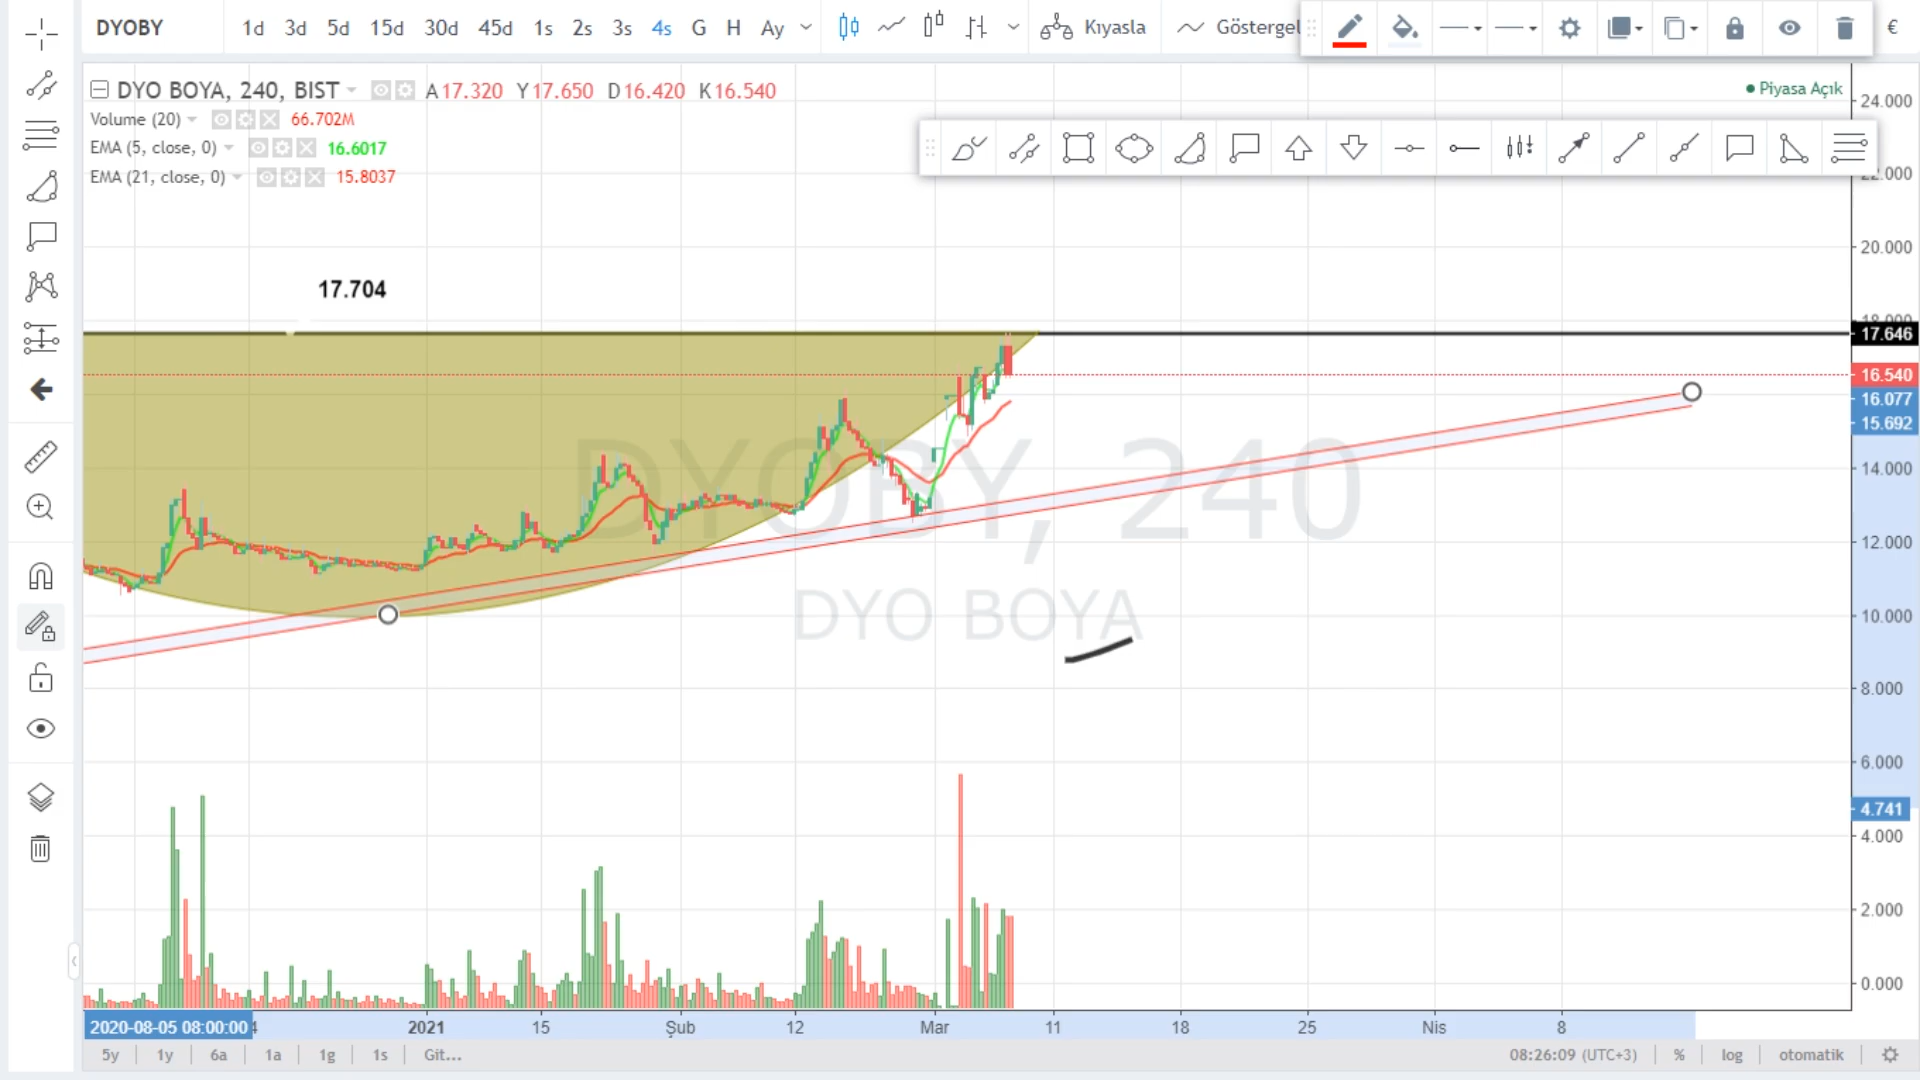 DYOBY 1d 3d 5d 15d 30d 45d 1s 2s 3s 4s G H Ay Kıyasla Göstergel €
DYO BOYA, 240, BIST A17.320 Y17.650 D16.420 K16.540
Piyasa Açık
Volume (20) 66.702M
EMA (5, close, 0) 16.6017
EMA (21, close, 0) 15.8037
17.704
24.000
22.000
20.000
18.000
17.646
16.540
16.077
15.692
14.000
12.000
10.000
8.000
6.000
4.741
4.000
2.000
0.000
DYOBY, 240
DYO BOYA
2020-08-05 08:00:00 4 2021 15 Şub 12 Mar 11 18 25 Nis 8
5y 1y 6a 1a 1g 1s Git... 08:26:09 (UTC+3) % log otomatik